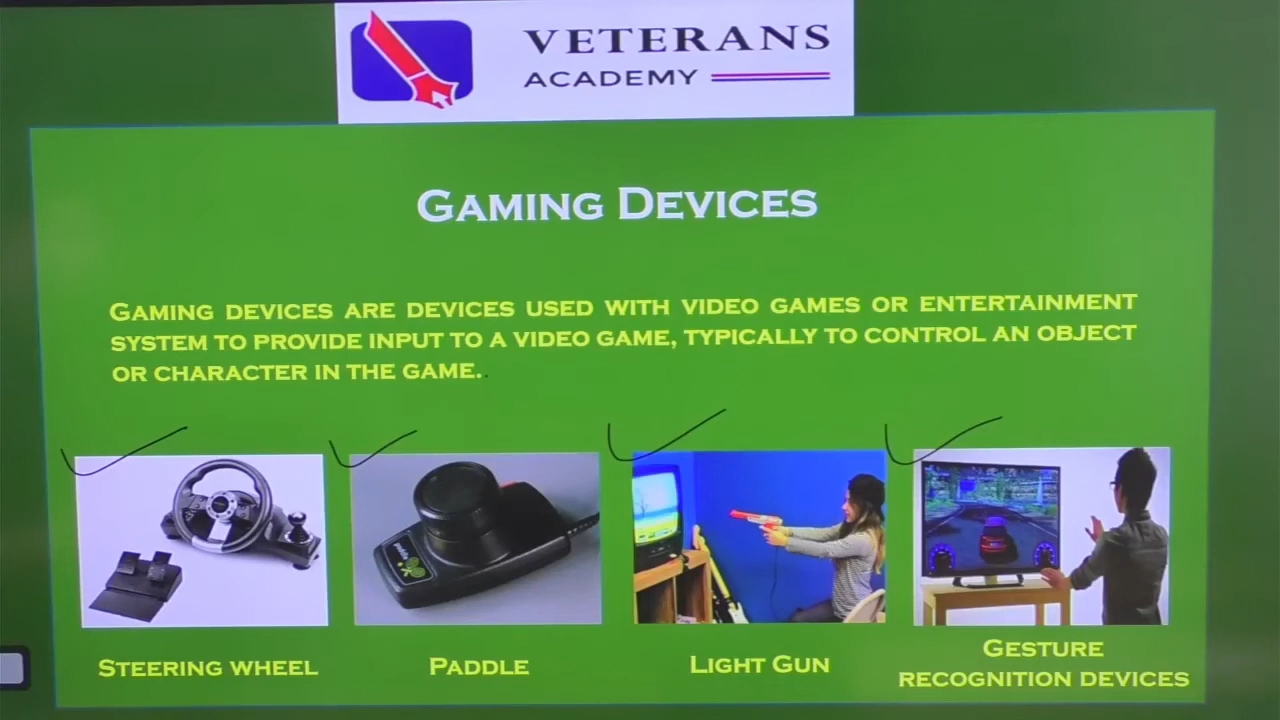 VETERANS
ACADEMY
GAMING DEVICES
GAMING DEVICES ARE DEVICES USED WITH VIDEO GAMES OR ENTERTAINMENT
SYSTEM TO PROVIDE INPUT TO A VIDEO GAME, TYPICALLY TO CONTROL AN OBJECT
OR CHARACTER IN THE GAME.
paddle
STEERING WHEEL
PADDLE
LIGHT GUN
GESTURE
RECOGNITION DEVICES